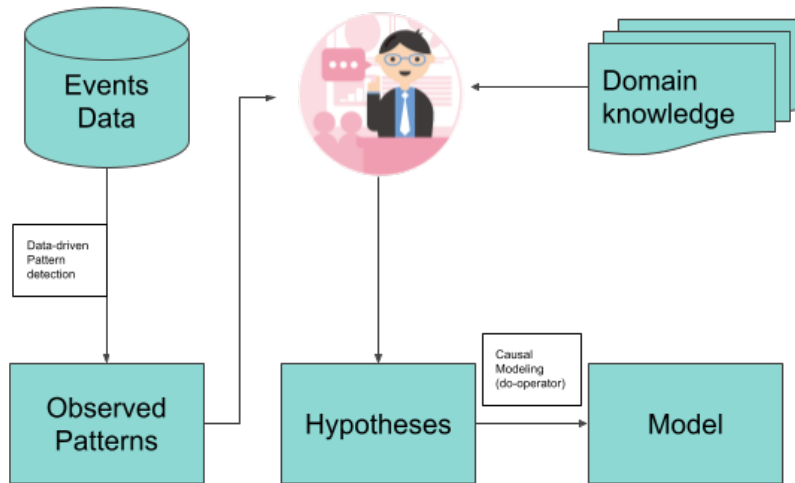 Events
Data
Domain
knowledge
Data-driven
Pattern
detection
Observed
Patterns
Hypotheses
Causal
Modeling
(do-operator)
Model